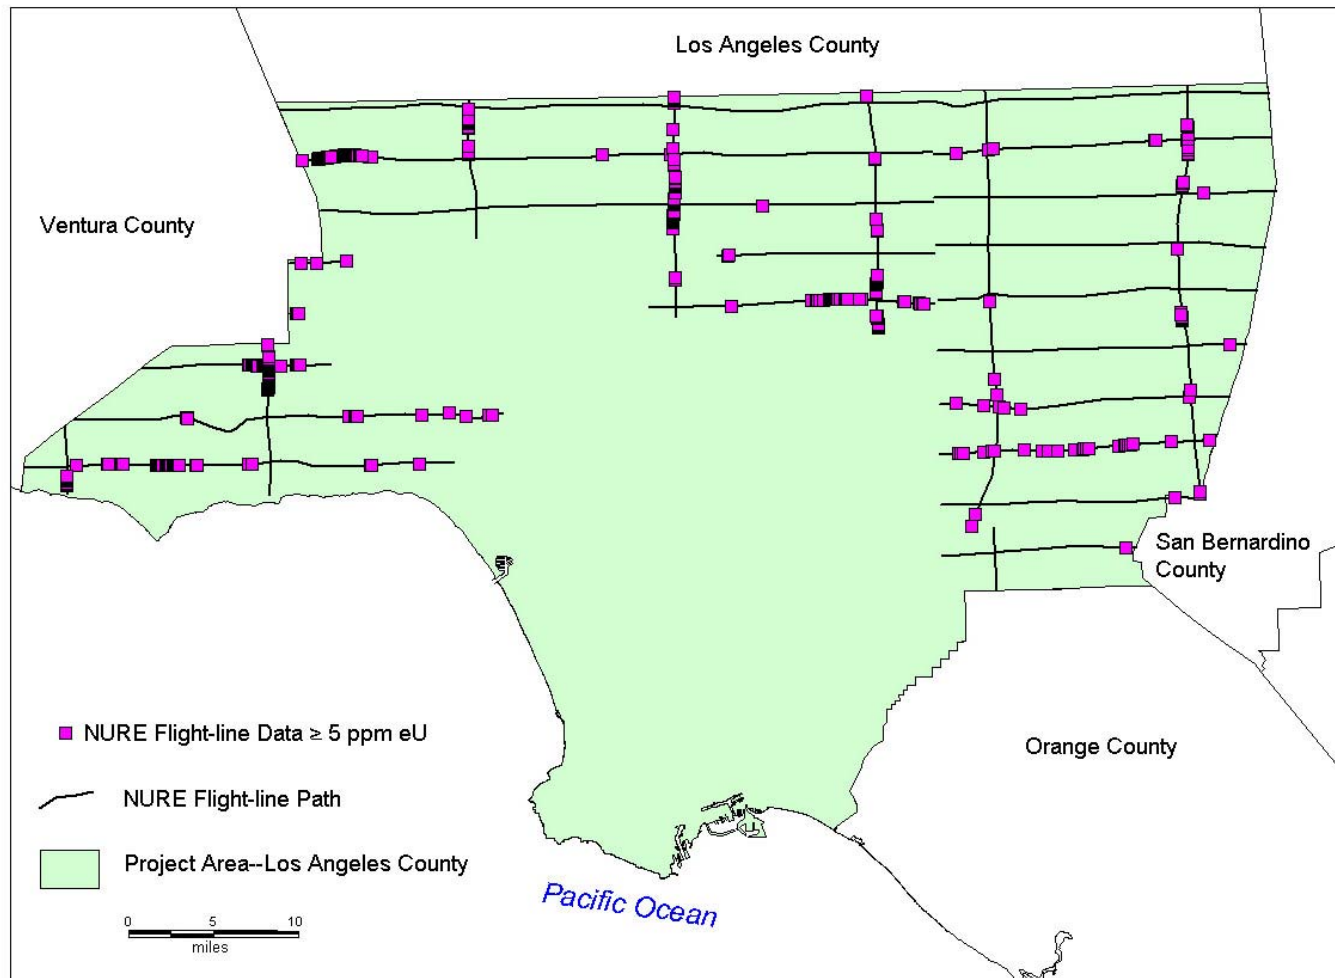 Los Angeles County
Ventura County
San Bernardino
County
Orange County
NURE Flight-line Data ≥ 5 ppm eU
NURE Flight-line Path
Project Area--Los Angeles County
Pacific Ocean
0 5 10
miles